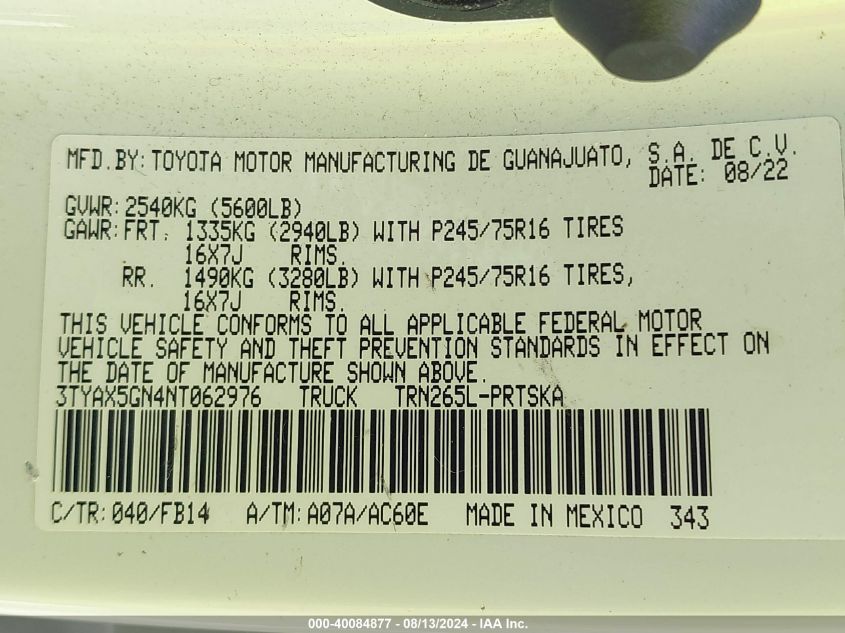 MFD.BY: TOYOTA MOTOR MANUFACTURING DE GUANAJUATO, S.A. DE C.V.
DATE: 08/22
GVWR: 2540KG (5600LB)
GAWR: FRT. 1335KG (2940LB) WITH P245/75R16 TIRES
16X7J RIMS.
RR. 1490KG (3280LB) WITH P245/75R16 TIRES,
16X7J RIMS.
THIS VEHICLE CONFORMS TO ALL APPLICABLE FEDERAL MOTOR
VEHICLE SAFETY AND THEFT PREVENTION STANDARDS IN EFFECT ON
THE DATE OF MANUFACTURE SHOWN ABOVE.
3TYAX5GN4NT062976 TRUCK TRN265L-PRTSKA
C/TR: 040/FB14 A/TM: A07A/AC60E MADE IN MEXICO 343
000-40084877 - 08/13/2024 - IAA Inc.